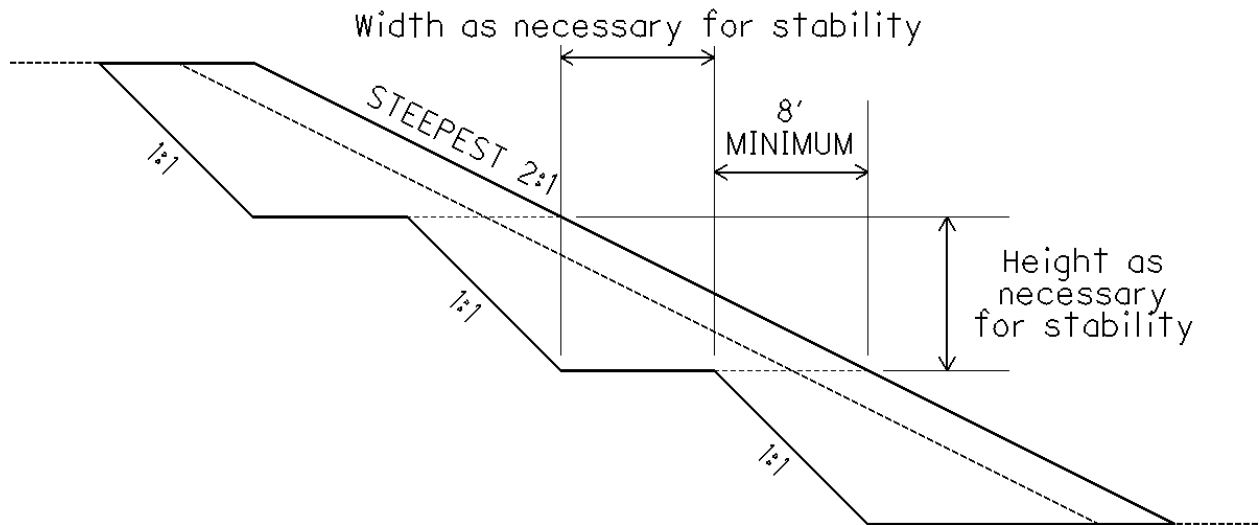 Width as necessary for stability
STEEPEST 2:1
8'
MINIMUM
1:1
Height as
necessary
for stability
1:1
1:1